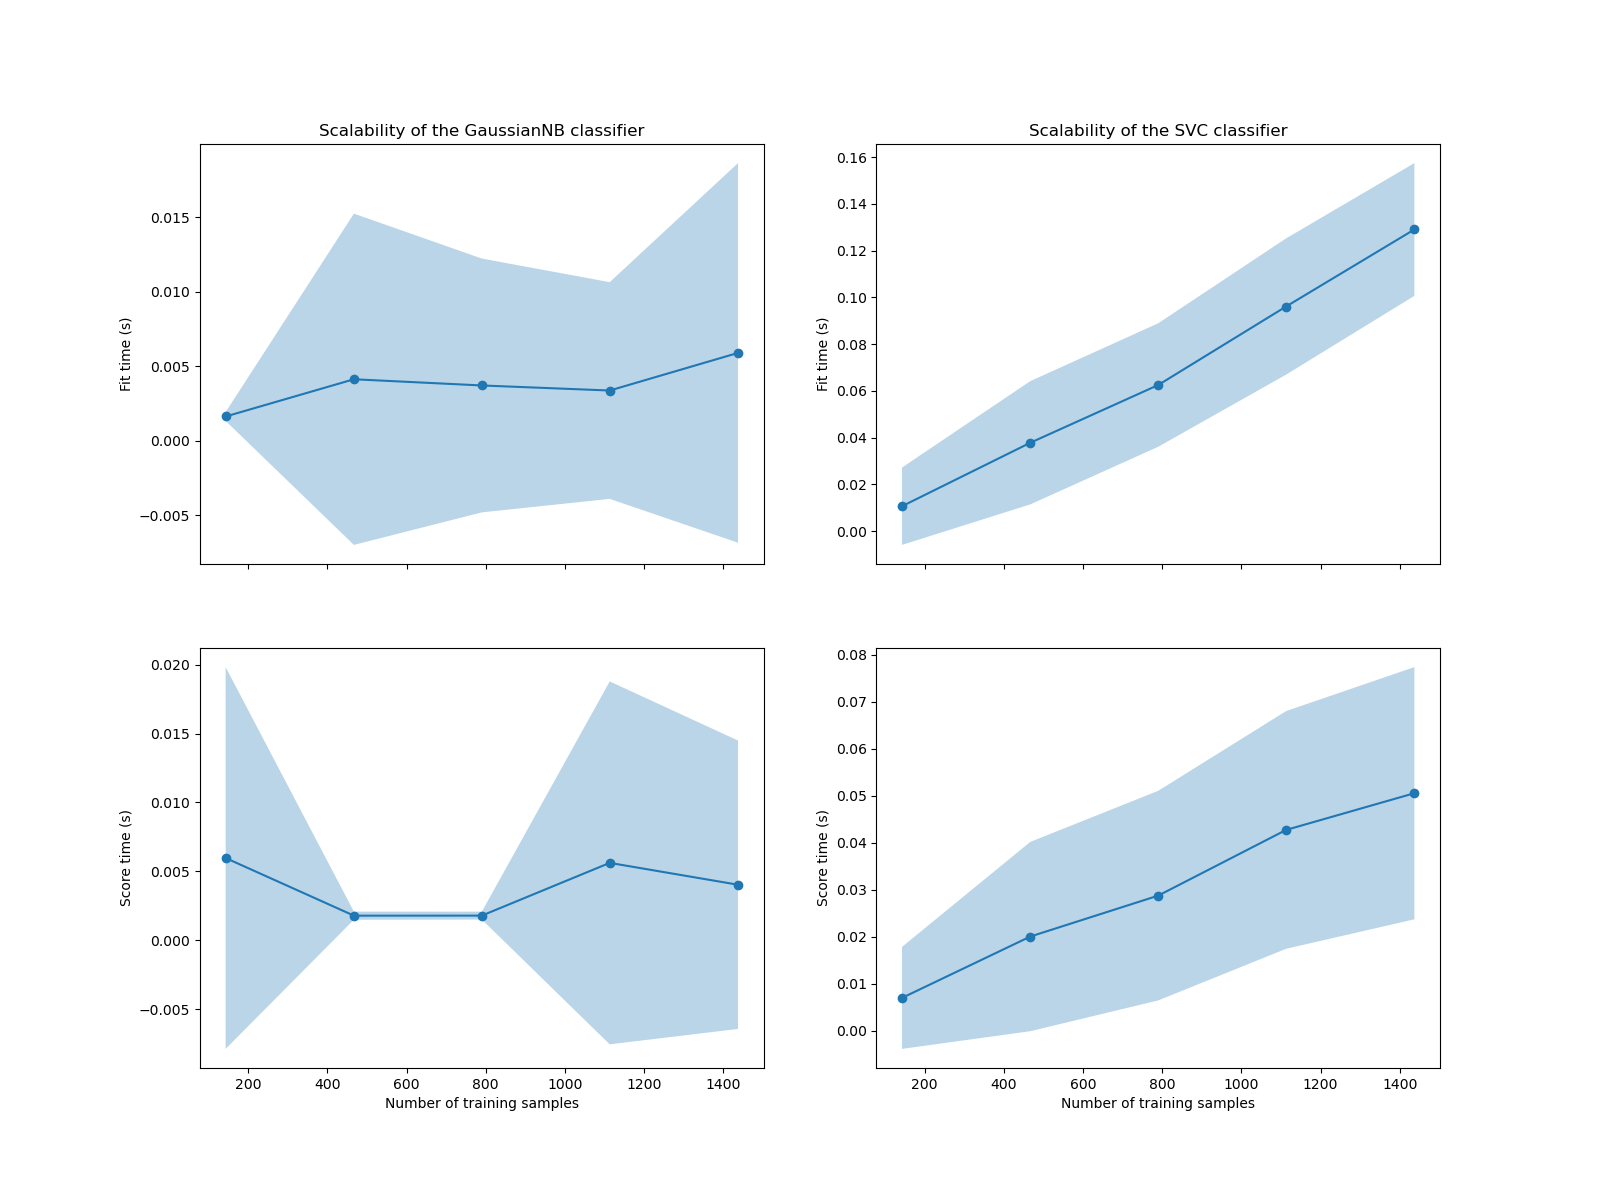 Scalability of the GaussianNB classifier
Fit time (s)
0.015
0.010
0.005
0.000
−0.005
Scalability of the SVC classifier
Fit time (s)
0.16
0.14
0.12
0.10
0.08
0.06
0.04
0.02
0.00
Score time (s)
0.020
0.015
0.010
0.005
0.000
−0.005
200 400 600 800 1000 1200 1400
Number of training samples
Score time (s)
0.08
0.07
0.06
0.05
0.04
0.03
0.02
0.01
0.00
200 400 600 800 1000 1200 1400
Number of training samples